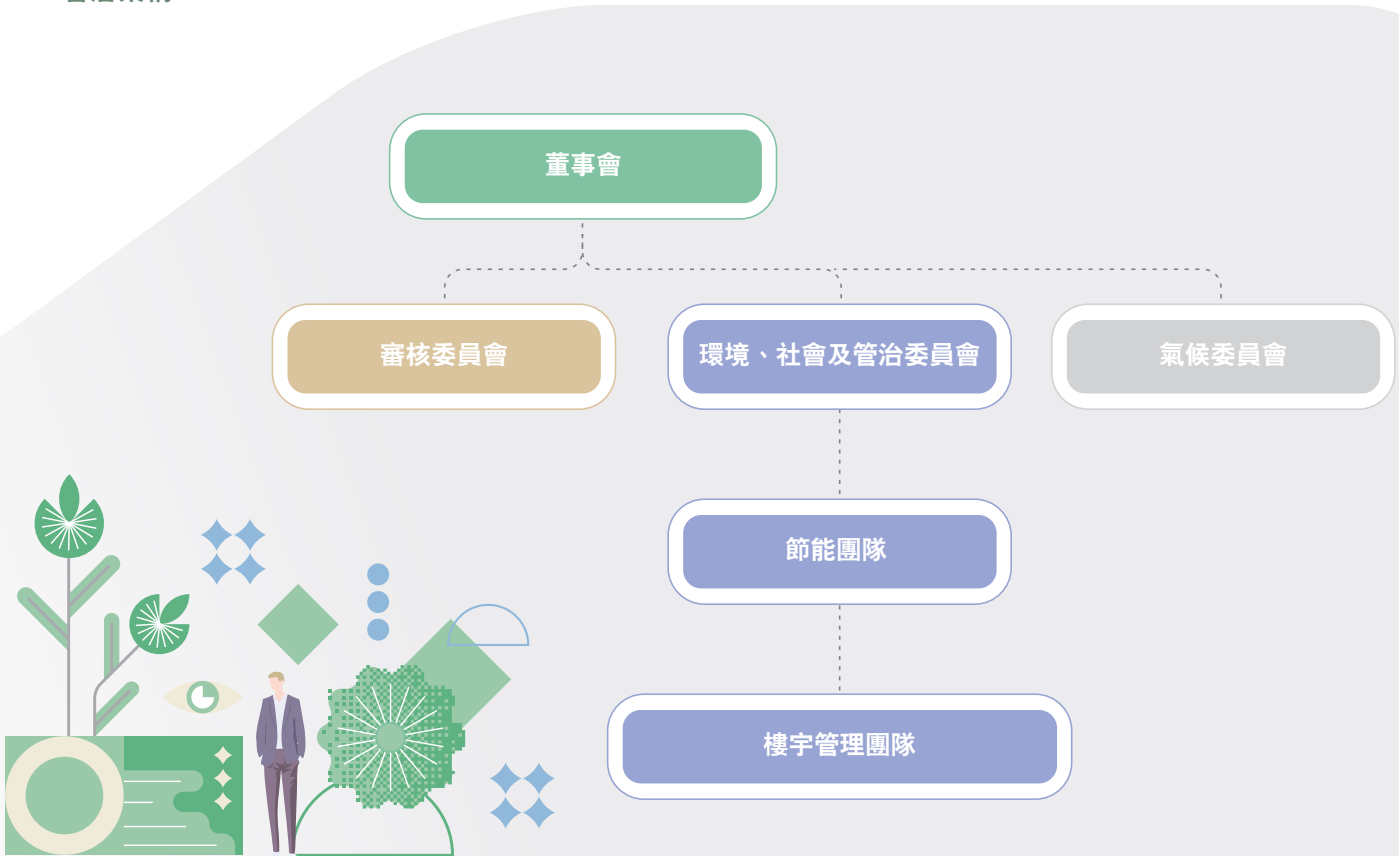 董事會
審核委員會
環境、社會及管治委員會
氣候委員會
節能團隊
樓宇管理團隊